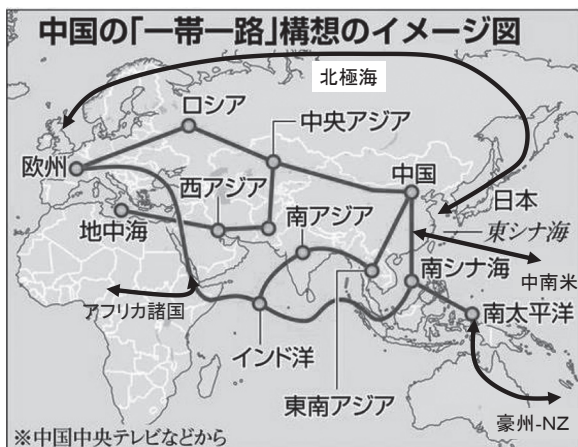 中国の「一帯一路」構想のイメージ図
北極海
ロシア
中央アジア
欧州
西アジア
中国
日本
地中海
南アジア
東シナ海
南シナ海
中南米
アフリカ諸国
南太平洋
インド洋
東南アジア
豪州-NZ
※中国中央テレビなどから